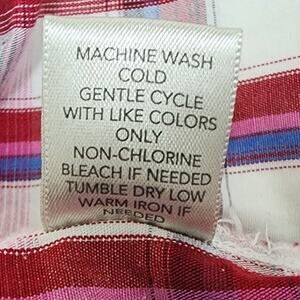 MACHINE WASH
COLD
GENTLE CYCLE
WITH LIKE COLORS
ONLY
NON-CHLORINE
BLEACH IF NEEDED
TUMBLE DRY LOW
WARM IRON IF
NEEDED